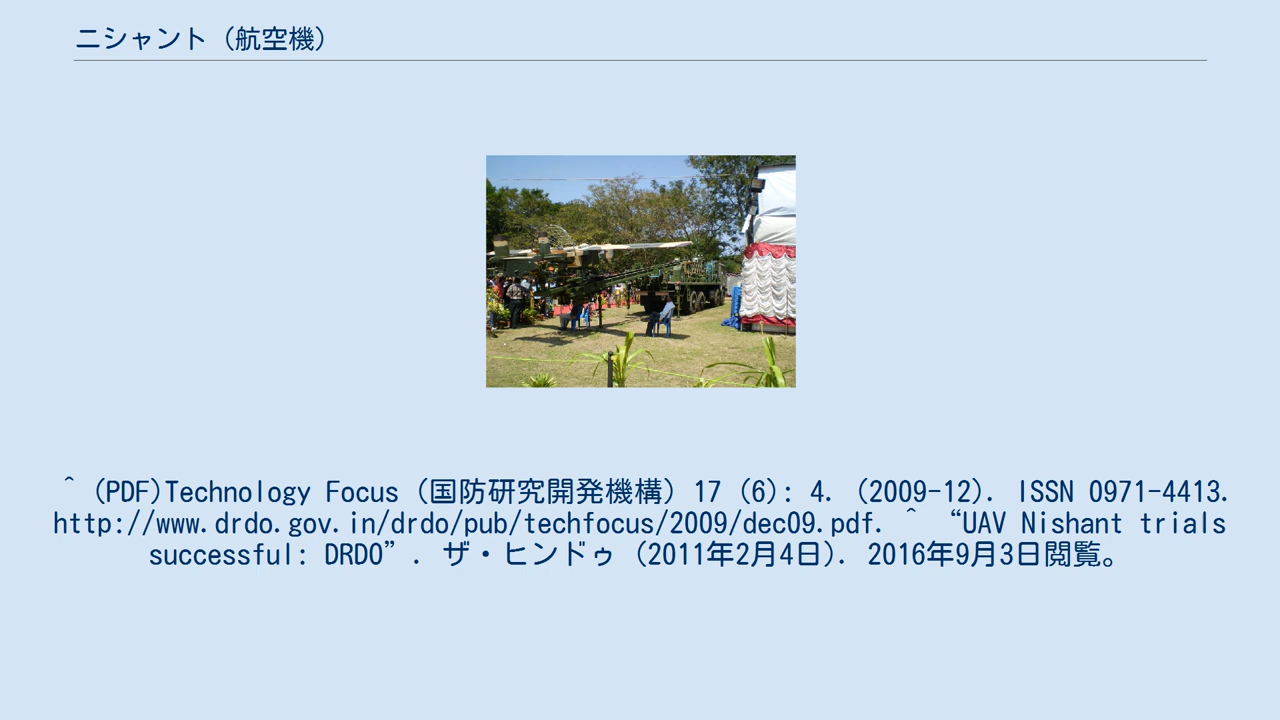 ニシャント (航空機)
^ (PDF)Technology Focus (国防研究開発機構) 17 (6): 4. (2009-12). ISSN 0971-4413.
http://www.drdo.gov.in/drdo/pub/techfocus/2009/dec09.pdf. ^ “UAV Nishant trials
successful: DRDO”. ザ・ヒンドゥ (2011年2月4日). 2016年9月3日閲覧。